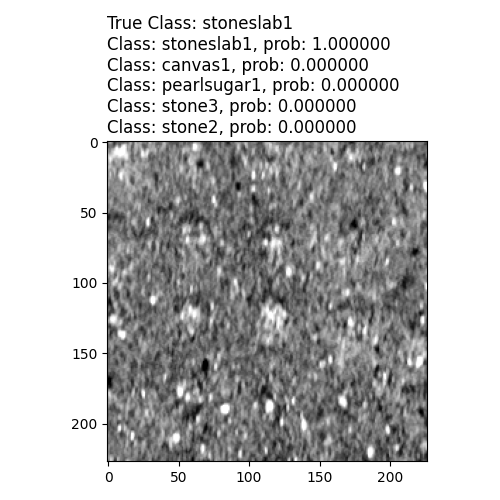 True Class: stoneslab1
Class: stoneslab1, prob: 1.000000
Class: canvas1, prob: 0.000000
Class: pearlsugar1, prob: 0.000000
Class: stone3, prob: 0.000000
Class: stone2, prob: 0.000000
0
50
100
150
200
0 50 100 150 200